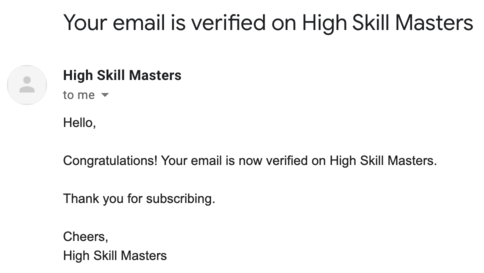 Your email is verified on High Skill Masters
High Skill Masters
to me
Hello,
Congratulations! Your email is now verified on High Skill Masters.
Thank you for subscribing.
Cheers,
High Skill Masters